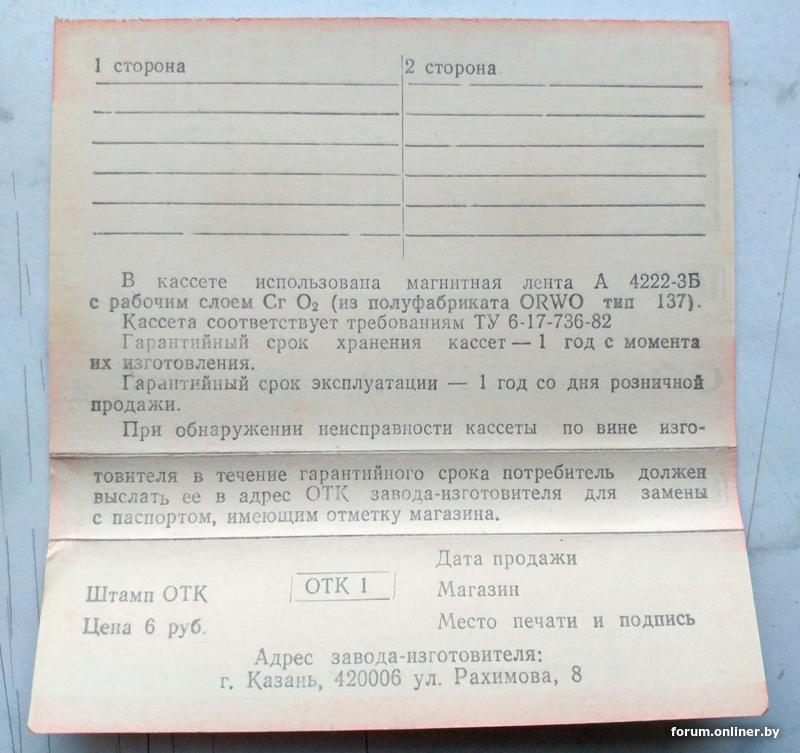 1 сторона
2 сторона
В кассете использована магнитная лента А 4222-3Б
с рабочим слоем Cr O₂ (из полуфабриката ORWO тип 137).
Кассета соответствует требованиям ТУ 6-17-736-82
Гарантийный срок хранения кассет — 1 год с момента
их изготовления.
Гарантийный срок эксплуатации — 1 год со дня розничной
продажи.
При обнаружении неисправности кассеты по вине изго-
товителя в течение гарантийного срока потребитель должен
выслать ее в адрес ОТК завода-изготовителя для замены
с паспортом, имеющим отметку магазина.
Дата продажи
Штамп ОТК ОТК 1 Магазин
Цена 6 руб. Место печати и подпись
Адрес завода-изготовителя:
г. Казань, 420006 ул. Рахимова, 8
forum.onliner.by